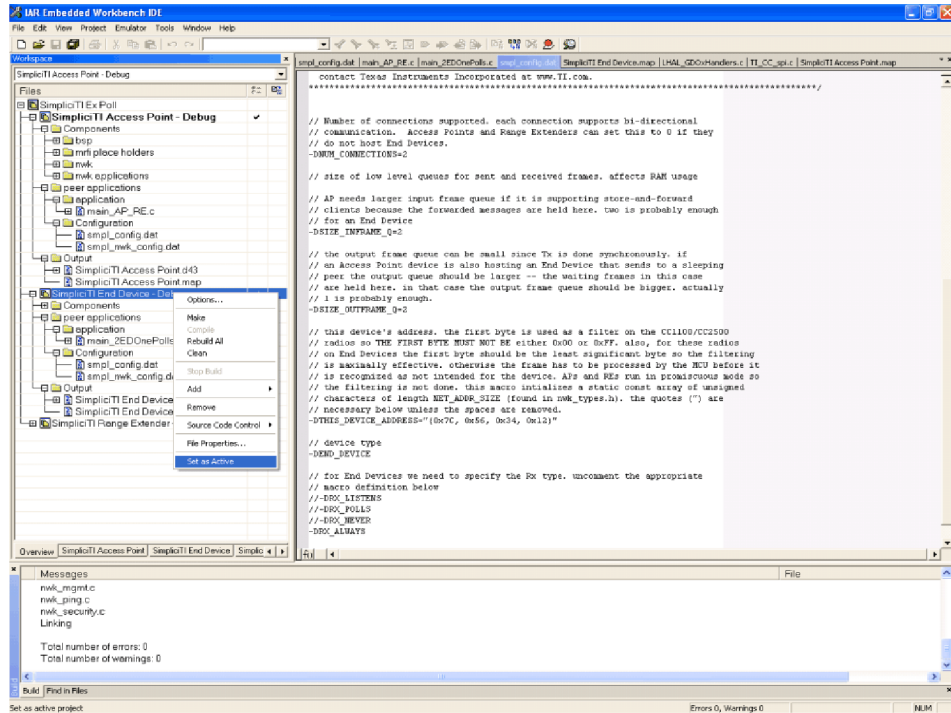 IAR Embedded Workbench IDE
File Edit View Project Emulator Tools Window Help
Workspace
SimpliciTI Access Point - Debug
Files
SimpliciTI Ex Poll
SimpliciTI Access Point - Debug
Components
bsp
mrfi place holders
nwk
nwk applications
peer applications
application
main_AP_RE.c
Configuration
smpl_config.dat
smpl_nwk_config.dat
Output
SimpliciTI Access Point.d43
SimpliciTI Access Point.map
SimpliciTI End Device - De
Components
peer applications
application
main_2EDOnePolls
Configuration
smpl_config.dat
smpl_nwk_config.d
Output
SimpliciTI End Device
SimpliciTI End Device
SimpliciTI Range Extender
Options...
Make
Compile
Rebuild All
Clean
Stop Build
Add
Remove
Source Code Control
File Properties...
Set as Active
Overview SimpliciTI Access Point SimpliciTI End Device Simplic
smpl_config.dat main_AP_RE.c main_2EDOnePolls.c smpl_config.dat SimpliciTI End Device.map LHAL_GDOxHandlers.c TI_CC_spi.c SimpliciTI Access Point.map
contact Texas Instruments Incorporated at www.TI.com.
**********************************************************************************/
// Number of connections supported. each connection supports bi-directional
// communication. Access Points and Range Extenders can set this to 0 if they
// do not host End Devices.
-DNUM_CONNECTIONS=2
// size of low level queues for sent and received frames. affects RAM usage
// AP needs larger input frame queue if it is supporting store-and-forward
// clients because the forwarded messages are held here. two is probably enough
// for an End Device
-DSIZE_INFRAME_Q=2
// the output frame queue can be small since Tx is done synchronously. if
// an Access Point device is also hosting an End Device that sends to a sleeping
// peer the output queue should be larger -- the waiting frames in this case
// are held here. in that case the output frame queue should be bigger. actually
// 1 is probably enough.
-DSIZE_OUTFRAME_Q=2
// this device's address. the first byte is used as a filter on the CC1100/CC2500
// radios so THE FIRST BYTE MUST NOT BE either 0x00 or 0xFF. also, for these radios
// on End Devices the first byte should be the least significant byte so the filtering
// is maximally effective. otherwise the frame has to be processed by the MCU before it
// is recognized as not intended for the device. APs and REs run in promiscuous mode so
// the filtering is not done. this macro intializes a static const array of unsigned
// characters of length NET_ADDR_SIZE (found in nwk_types.h). the quotes (") are
// necessary below unless the spaces are removed.
-DTHIS_DEVICE_ADDRESS="{0x7C, 0x56, 0x34, 0x12}"
// device type
-DEND_DEVICE
// for End Devices we need to specify the Rx type. uncomment the appropriate
// macro definition below
//-DRX_LISTENS
//-DRX_POLLS
//-DRX_NEVER
-DRX_ALWAYS
Messages File
nwk_mgmt.c
nwk_ping.c
nwk_security.c
Linking
Total number of errors: 0
Total number of warnings: 0
Build Find in Files
Set as active project Errors 0, Warnings 0 NUM